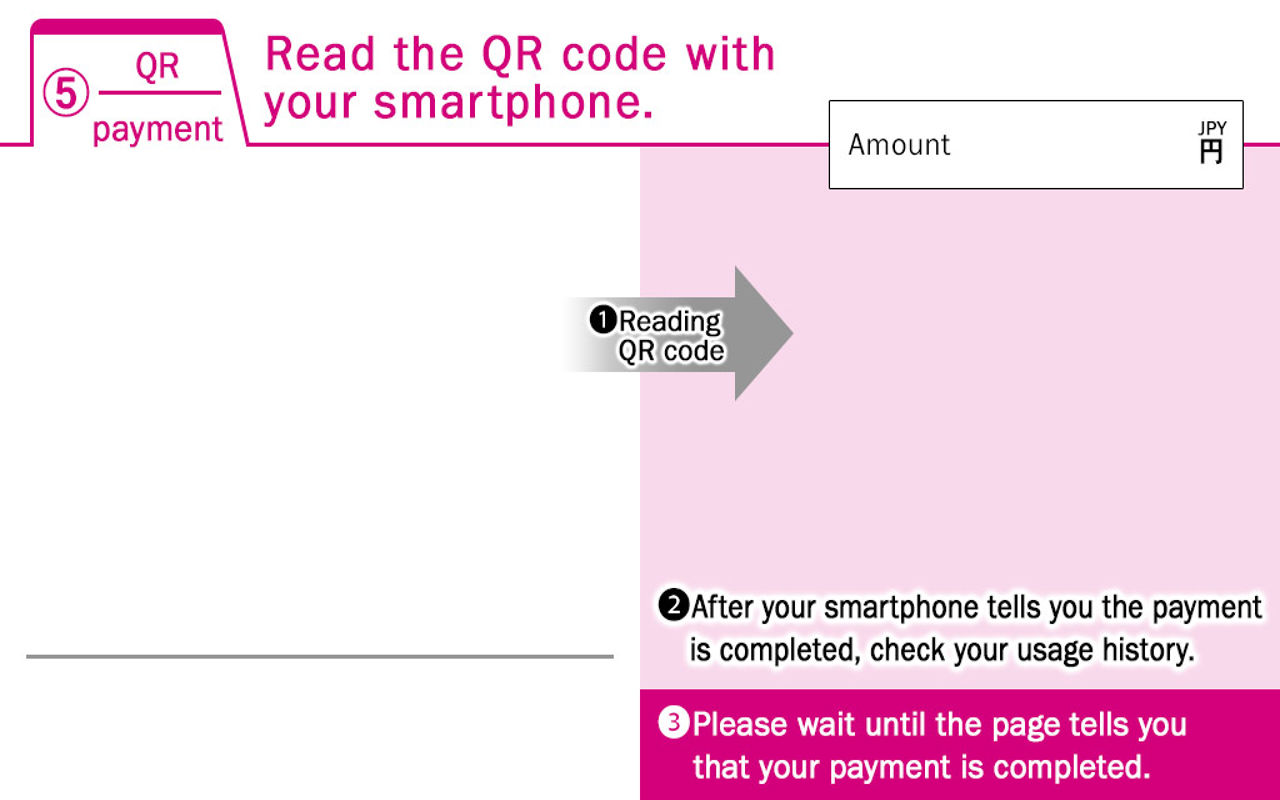 ⑤ QR
payment
Read the QR code with
your smartphone.
Amount
JPY
円
❶Reading
QR code
❷After your smartphone tells you the payment
is completed, check your usage history.
❸Please wait until the page tells you
that your payment is completed.